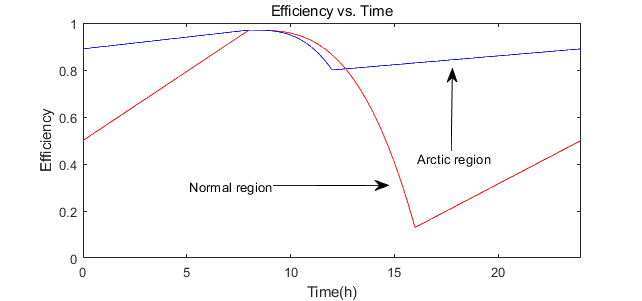 Efficiency vs. Time
1
0.8
0.6
0.4
0.2
0
Efficiency
Arctic region
Normal region
0 5 10 15 20
Time(h)